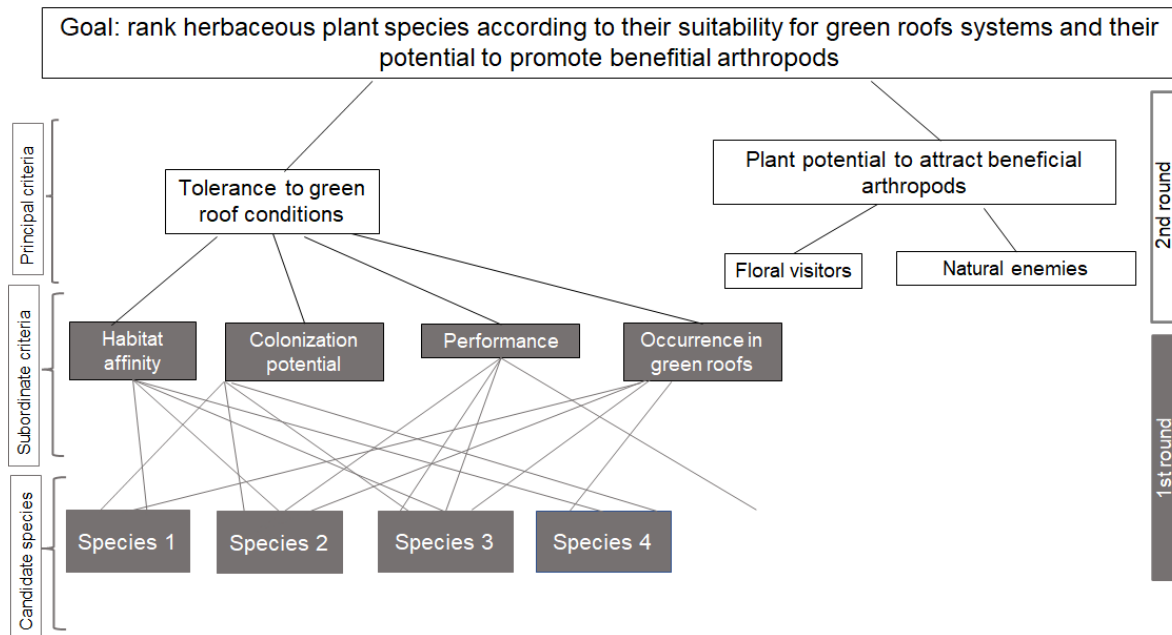 Goal: rank herbaceous plant species according to their suitability for green roofs systems and their
potential to promote benefitial arthropods
Principal criteria
Tolerance to green
roof conditions
Plant potential to attract beneficial
arthropods
Floral visitors
Natural enemies
2nd round
Subordinate criteria
Habitat
affinity
Colonization
potential
Performance
Occurrence in
green roofs
1st round
Candidate species
Species 1
Species 2
Species 3
Species 4